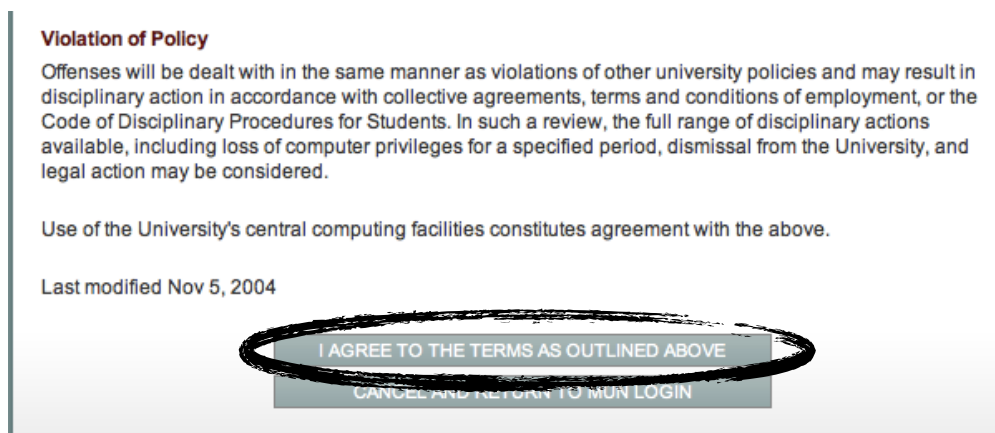 Violation of Policy
Offenses will be dealt with in the same manner as violations of other university policies and may result in
disciplinary action in accordance with collective agreements, terms and conditions of employment, or the
Code of Disciplinary Procedures for Students. In such a review, the full range of disciplinary actions
available, including loss of computer privileges for a specified period, dismissal from the University, and
legal action may be considered.
Use of the University's central computing facilities constitutes agreement with the above.
Last modified Nov 5, 2004
I AGREE TO THE TERMS AS OUTLINED ABOVE
CANCEL AND RETURN TO MUN LOGIN